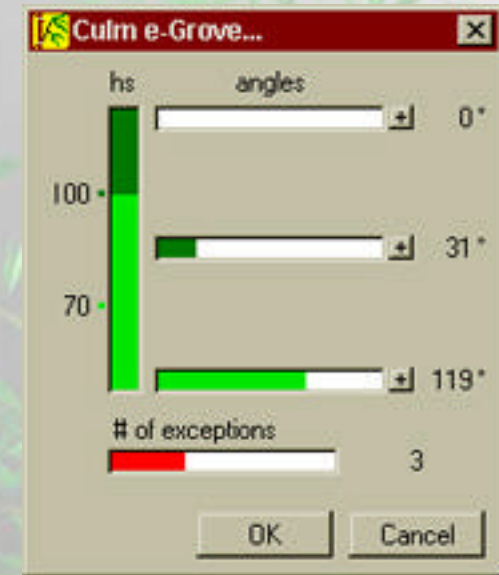 Culm e-Grove...
hs angles
+ 0°
100
+ 31°
70
+ 119°
# of exceptions
3
OK Cancel